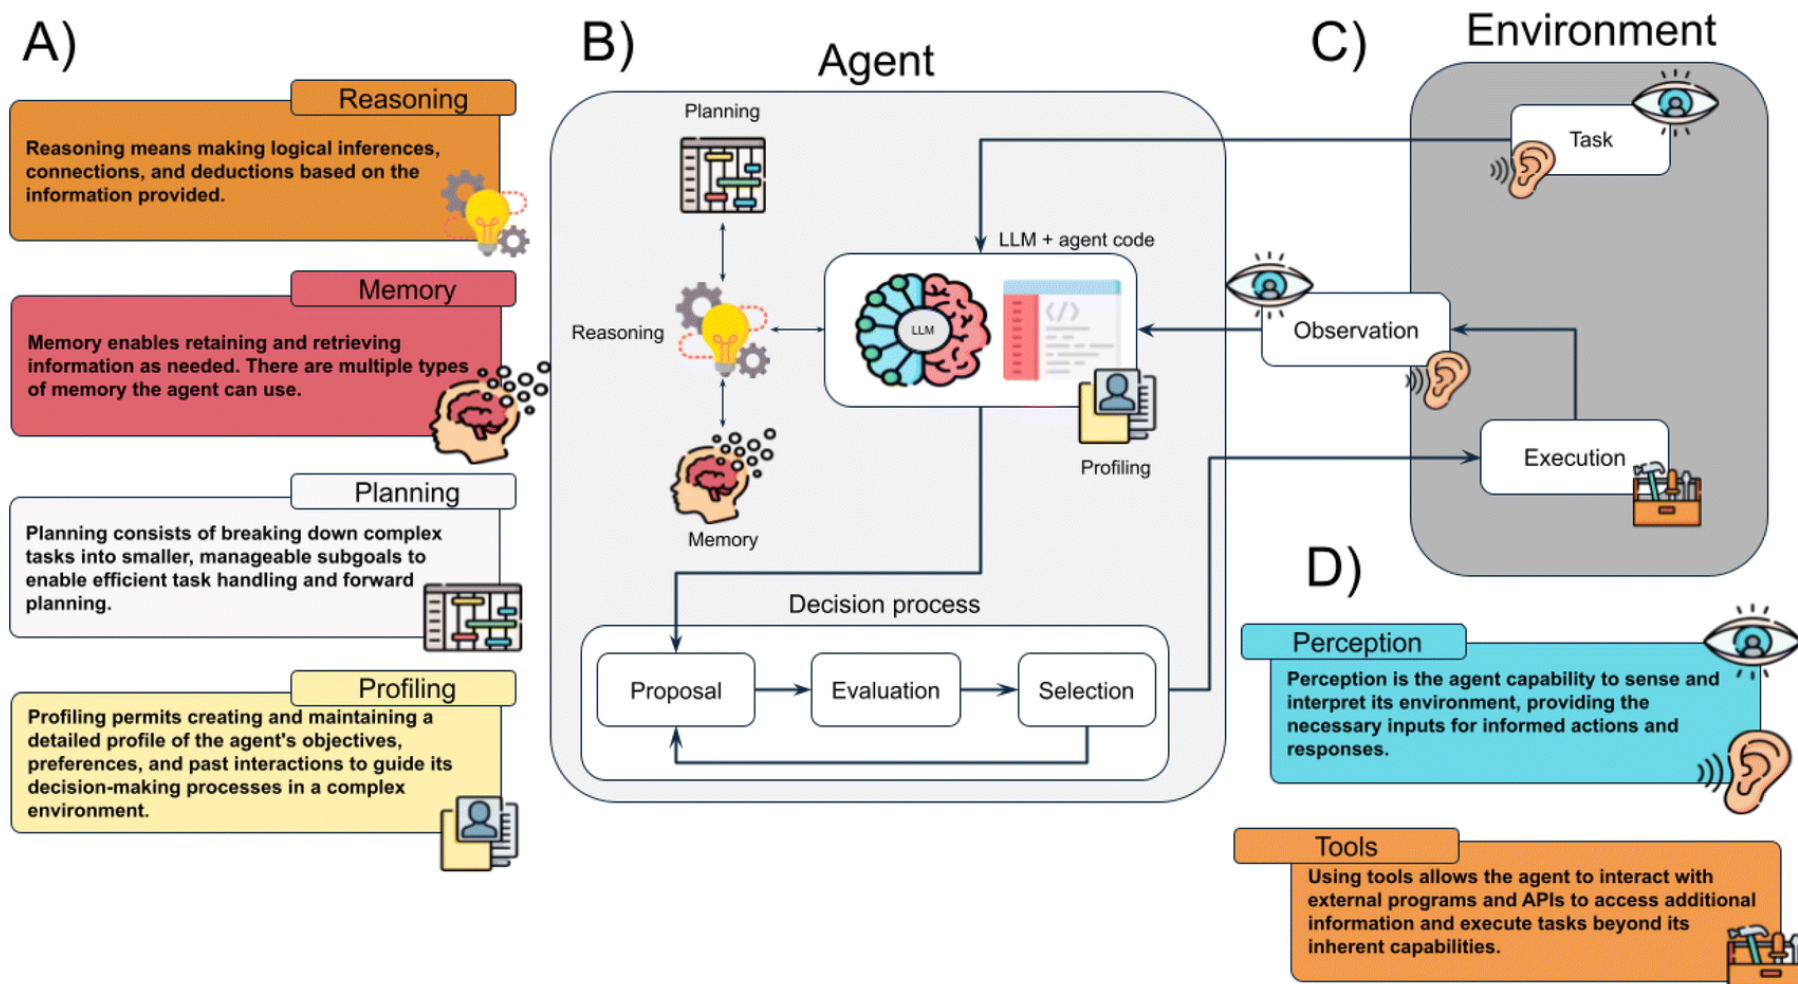 A)
Reasoning
Reasoning means making logical inferences,
connections, and deductions based on the
information provided.
Memory
Memory enables retaining and retrieving
information as needed. There are multiple types
of memory the agent can use.
Planning
Planning consists of breaking down complex
tasks into smaller, manageable subgoals to
enable efficient task handling and forward
planning.
Profiling
Profiling permits creating and maintaining a
detailed profile of the agent's objectives,
preferences, and past interactions to guide its
decision-making processes in a complex
environment.
B)
Agent
Planning
Reasoning
Memory
LLM + agent code
LLM
</>
Profiling
Decision process
Proposal
Evaluation
Selection
C)
Environment
Task
Observation
Execution
D)
Perception
Perception is the agent capability to sense and
interpret its environment, providing the
necessary inputs for informed actions and
responses.
Tools
Using tools allows the agent to interact with
external programs and APIs to access additional
information and execute tasks beyond its
inherent capabilities.